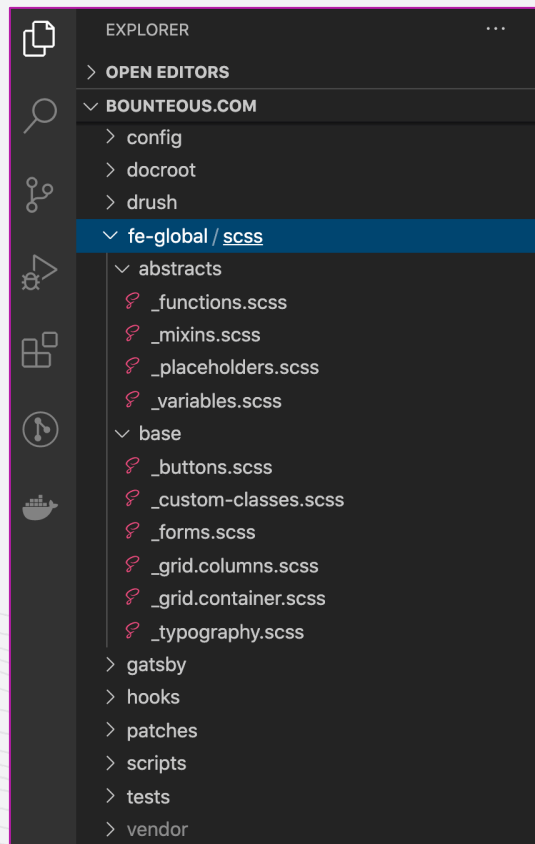 EXPLORER ...
OPEN EDITORS
BOUNTEOUS.COM
config
docroot
drush
fe-global / scss
abstracts
_functions.scss
_mixins.scss
_placeholders.scss
_variables.scss
base
_buttons.scss
_custom-classes.scss
_forms.scss
_grid.columns.scss
_grid.container.scss
_typography.scss
gatsby
hooks
patches
scripts
tests
vendor